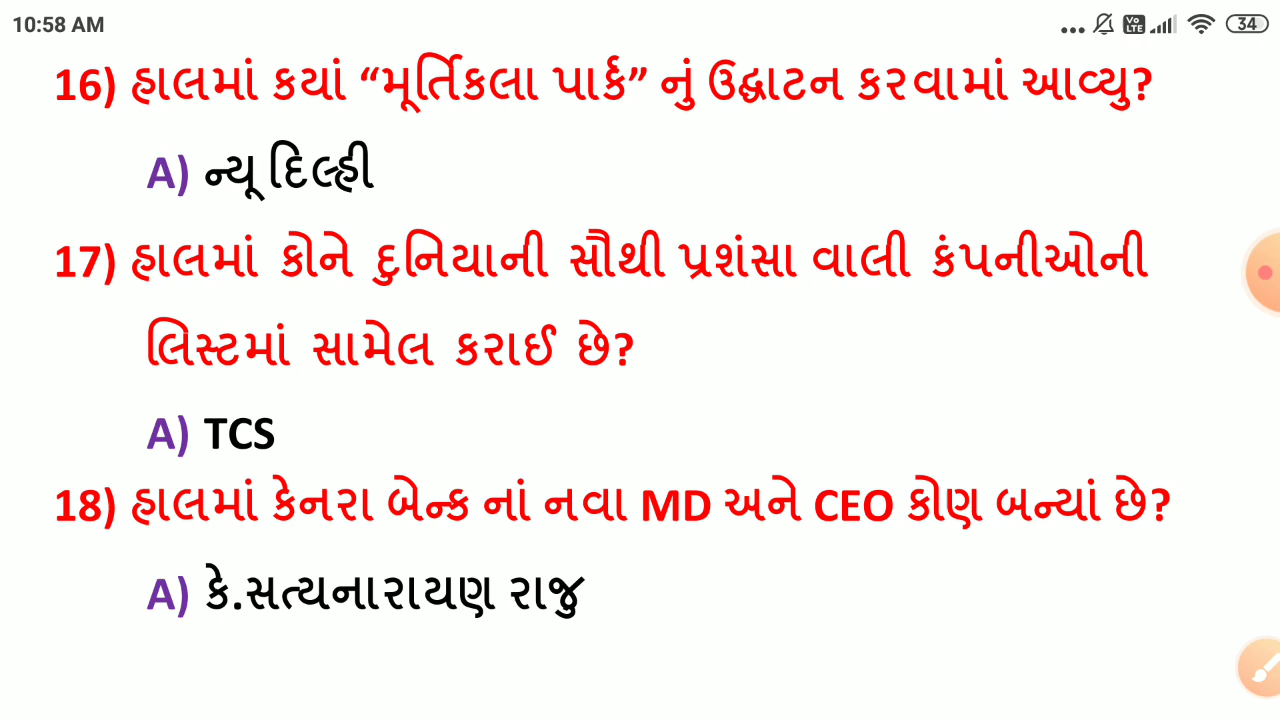 10:58 AM ... VoLTE 34
16) હાલમાં કયાં “મૂર્તિકલા પાર્ક” નું ઉદ્ઘાટન કરવામાં આવ્યુ?
A) ન્યૂ દિલ્હી
17) હાલમાં કોને દુનિયાની સૌથી પ્રશંસા વાલી કંપનીઓની
લિસ્ટમાં સામેલ કરાઈ છે?
A) TCS
18) હાલમાં કેનરા બેન્ક નાં નવા MD અને CEO કોણ બન્યાં છે?
A) કે.સત્યનારાયણ રાજુ